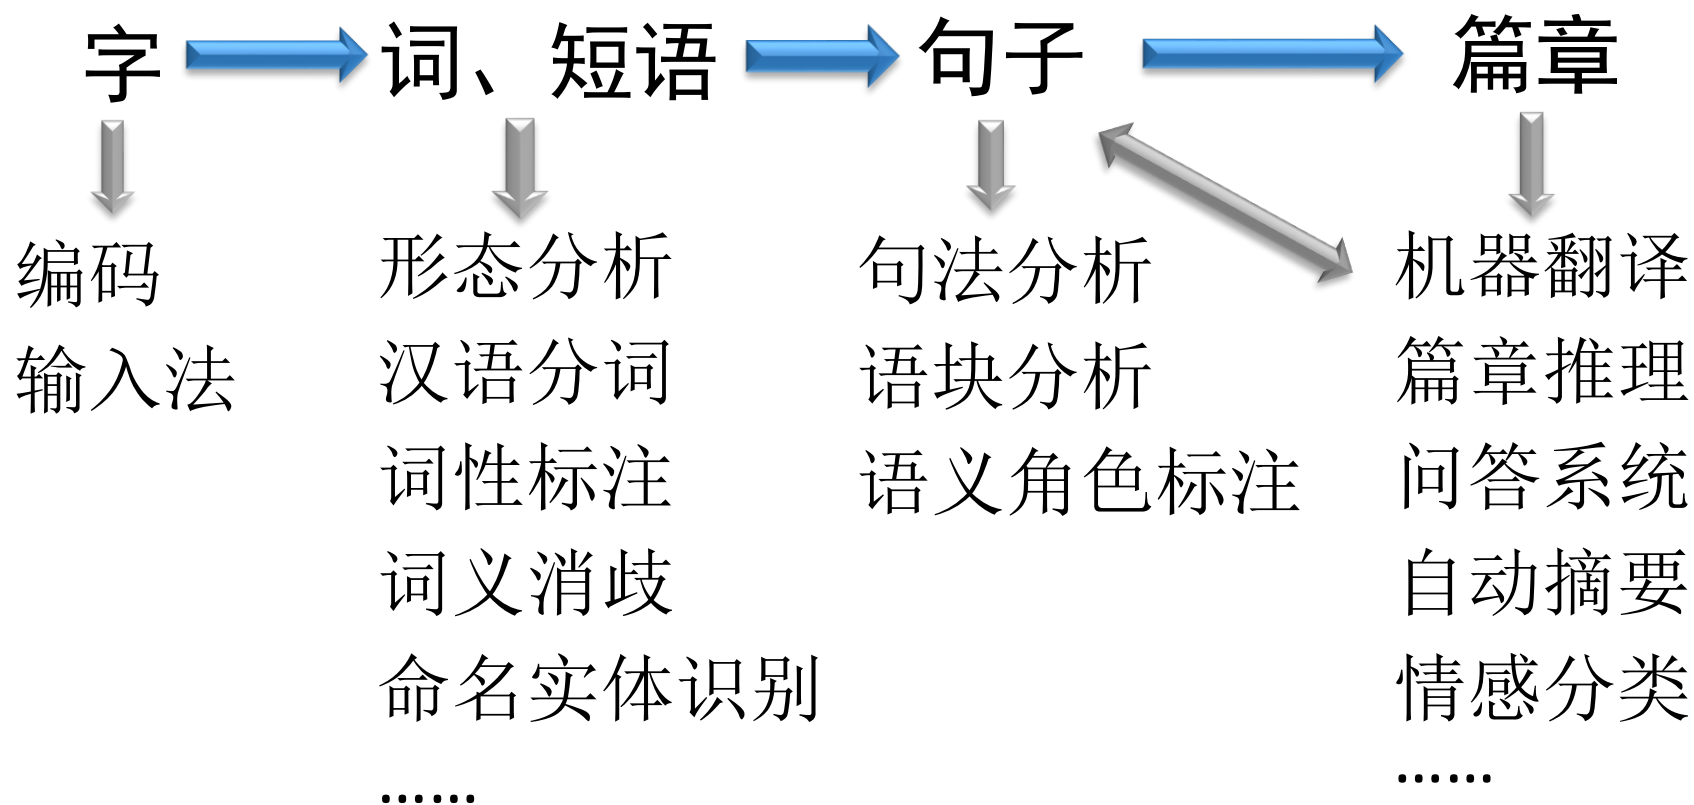 字
词、短语
句子
篇章
编码
输入法
形态分析
汉语分词
词性标注
词义消歧
命名实体识别
……
句法分析
语块分析
语义角色标注
机器翻译
篇章推理
问答系统
自动摘要
情感分类
……